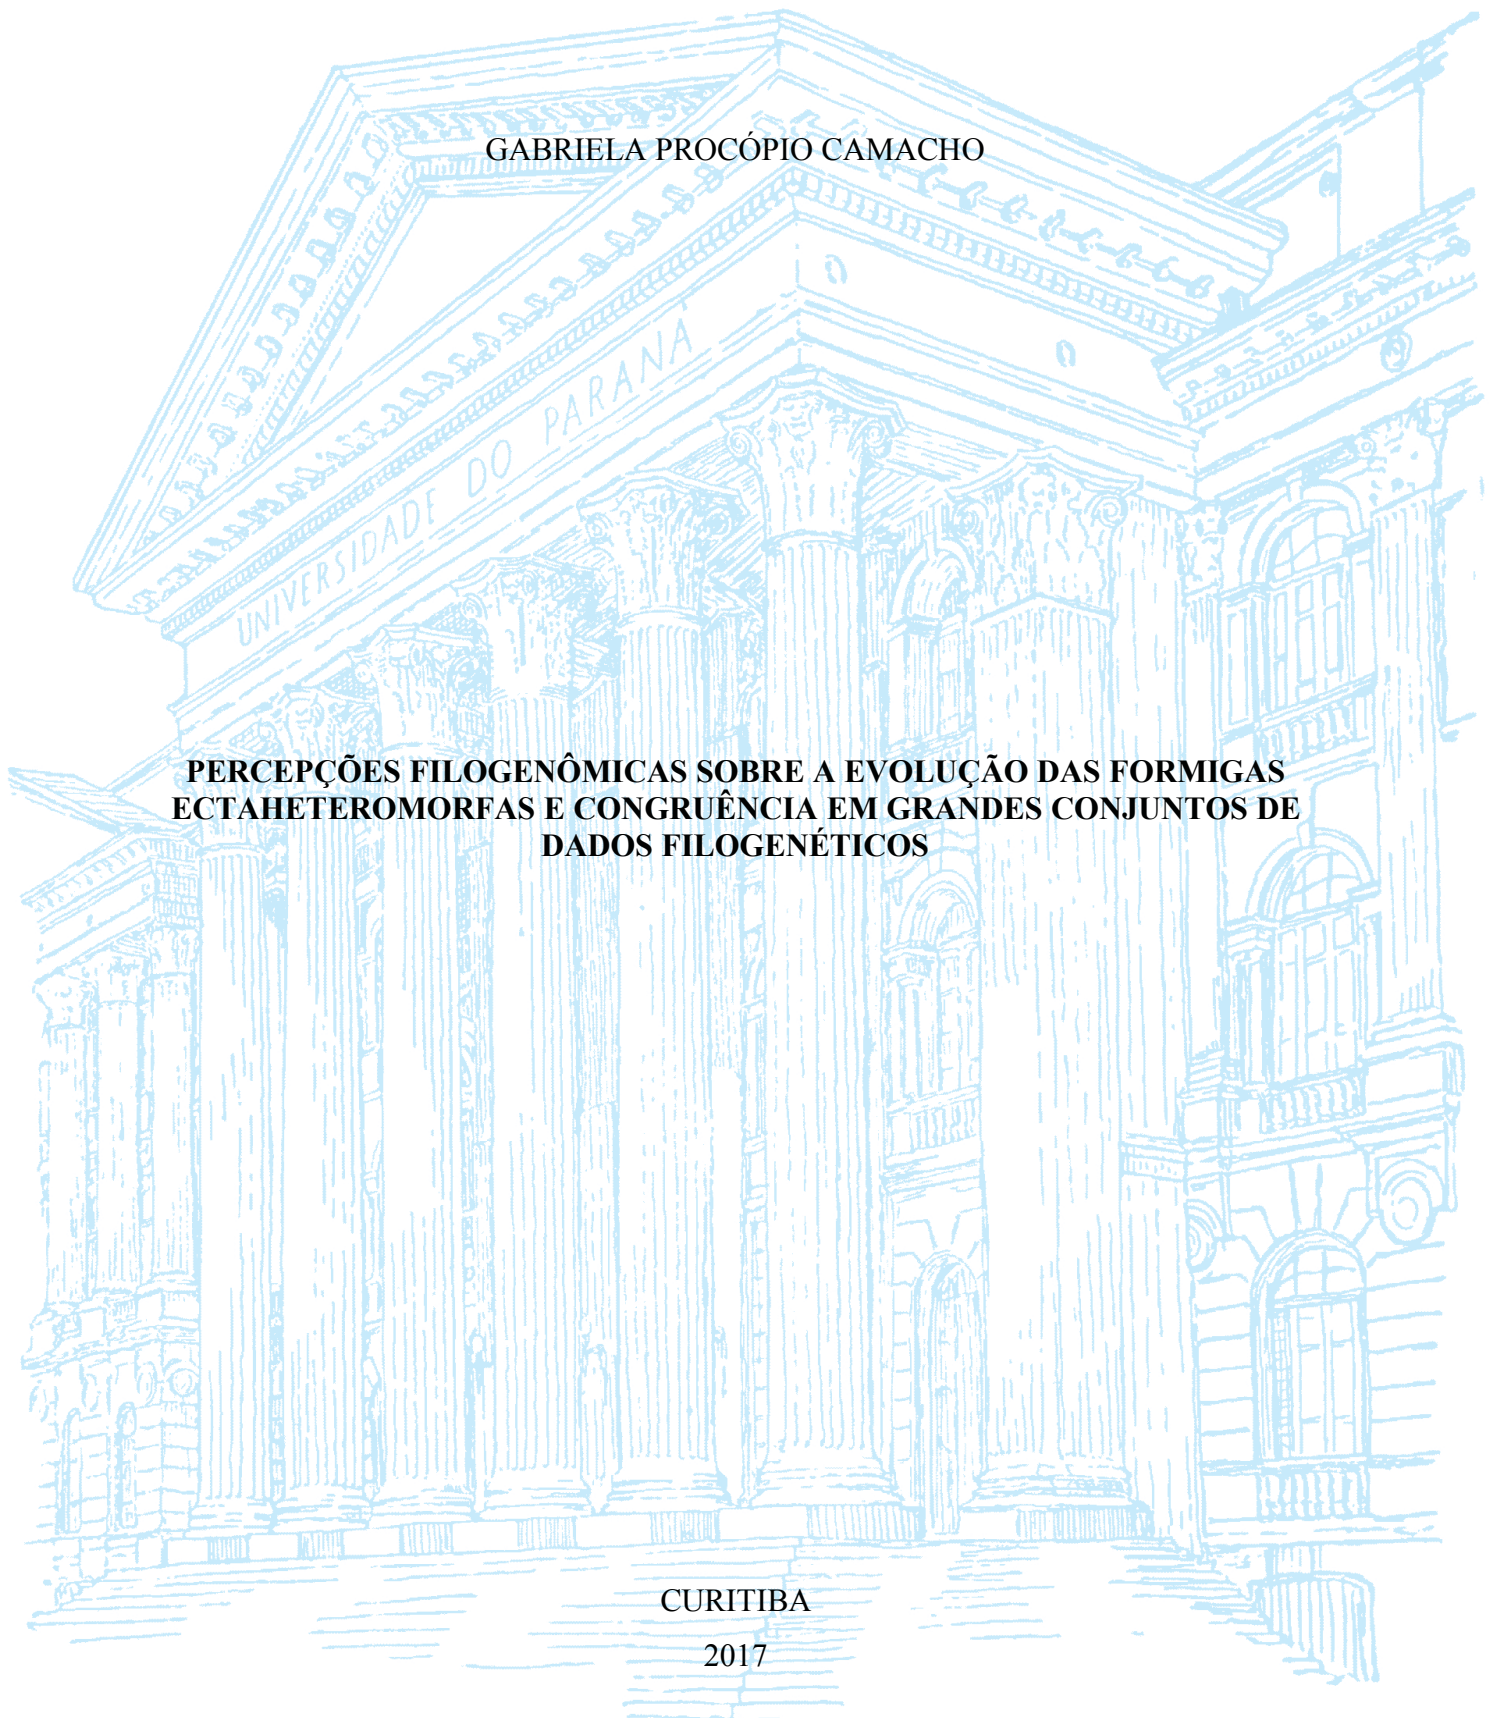 GABRIELA PROCÓPIO CAMACHO
UNIVERSIDADE DO PARANÁ
PERCEPÇÕES FILOGENÔMICAS SOBRE A EVOLUÇÃO DAS FORMIGAS
ECTAHETEROMORFAS E CONGRUÊNCIA EM GRANDES CONJUNTOS DE
DADOS FILOGENÉTICOS
CURITIBA
2017